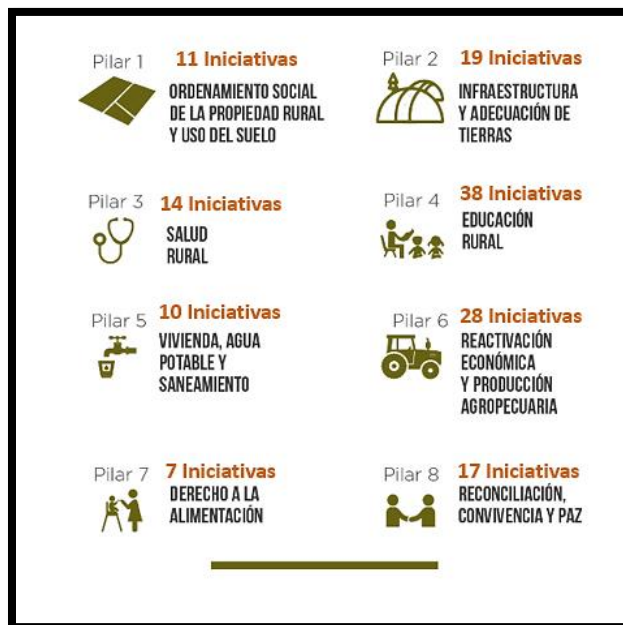 Pilar 1
11 Iniciativas
ORDENAMIENTO SOCIAL
DE LA PROPIEDAD RURAL
Y USO DEL SUELO
Pilar 2
19 Iniciativas
INFRAESTRUCTURA
Y ADECUACIÓN DE
TIERRAS
Pilar 3
14 Iniciativas
SALUD
RURAL
Pilar 4
38 Iniciativas
EDUCACIÓN
RURAL
Pilar 5
10 Iniciativas
VIVIENDA, AGUA
POTABLE Y
SANEAMIENTO
Pilar 6
28 Iniciativas
REACTIVACIÓN
ECONÓMICA
Y PRODUCCIÓN
AGROPECUARIA
Pilar 7
7 Iniciativas
DERECHO A LA
ALIMENTACIÓN
Pilar 8
17 Iniciativas
RECONCILIACIÓN,
CONVIVENCIA Y PAZ